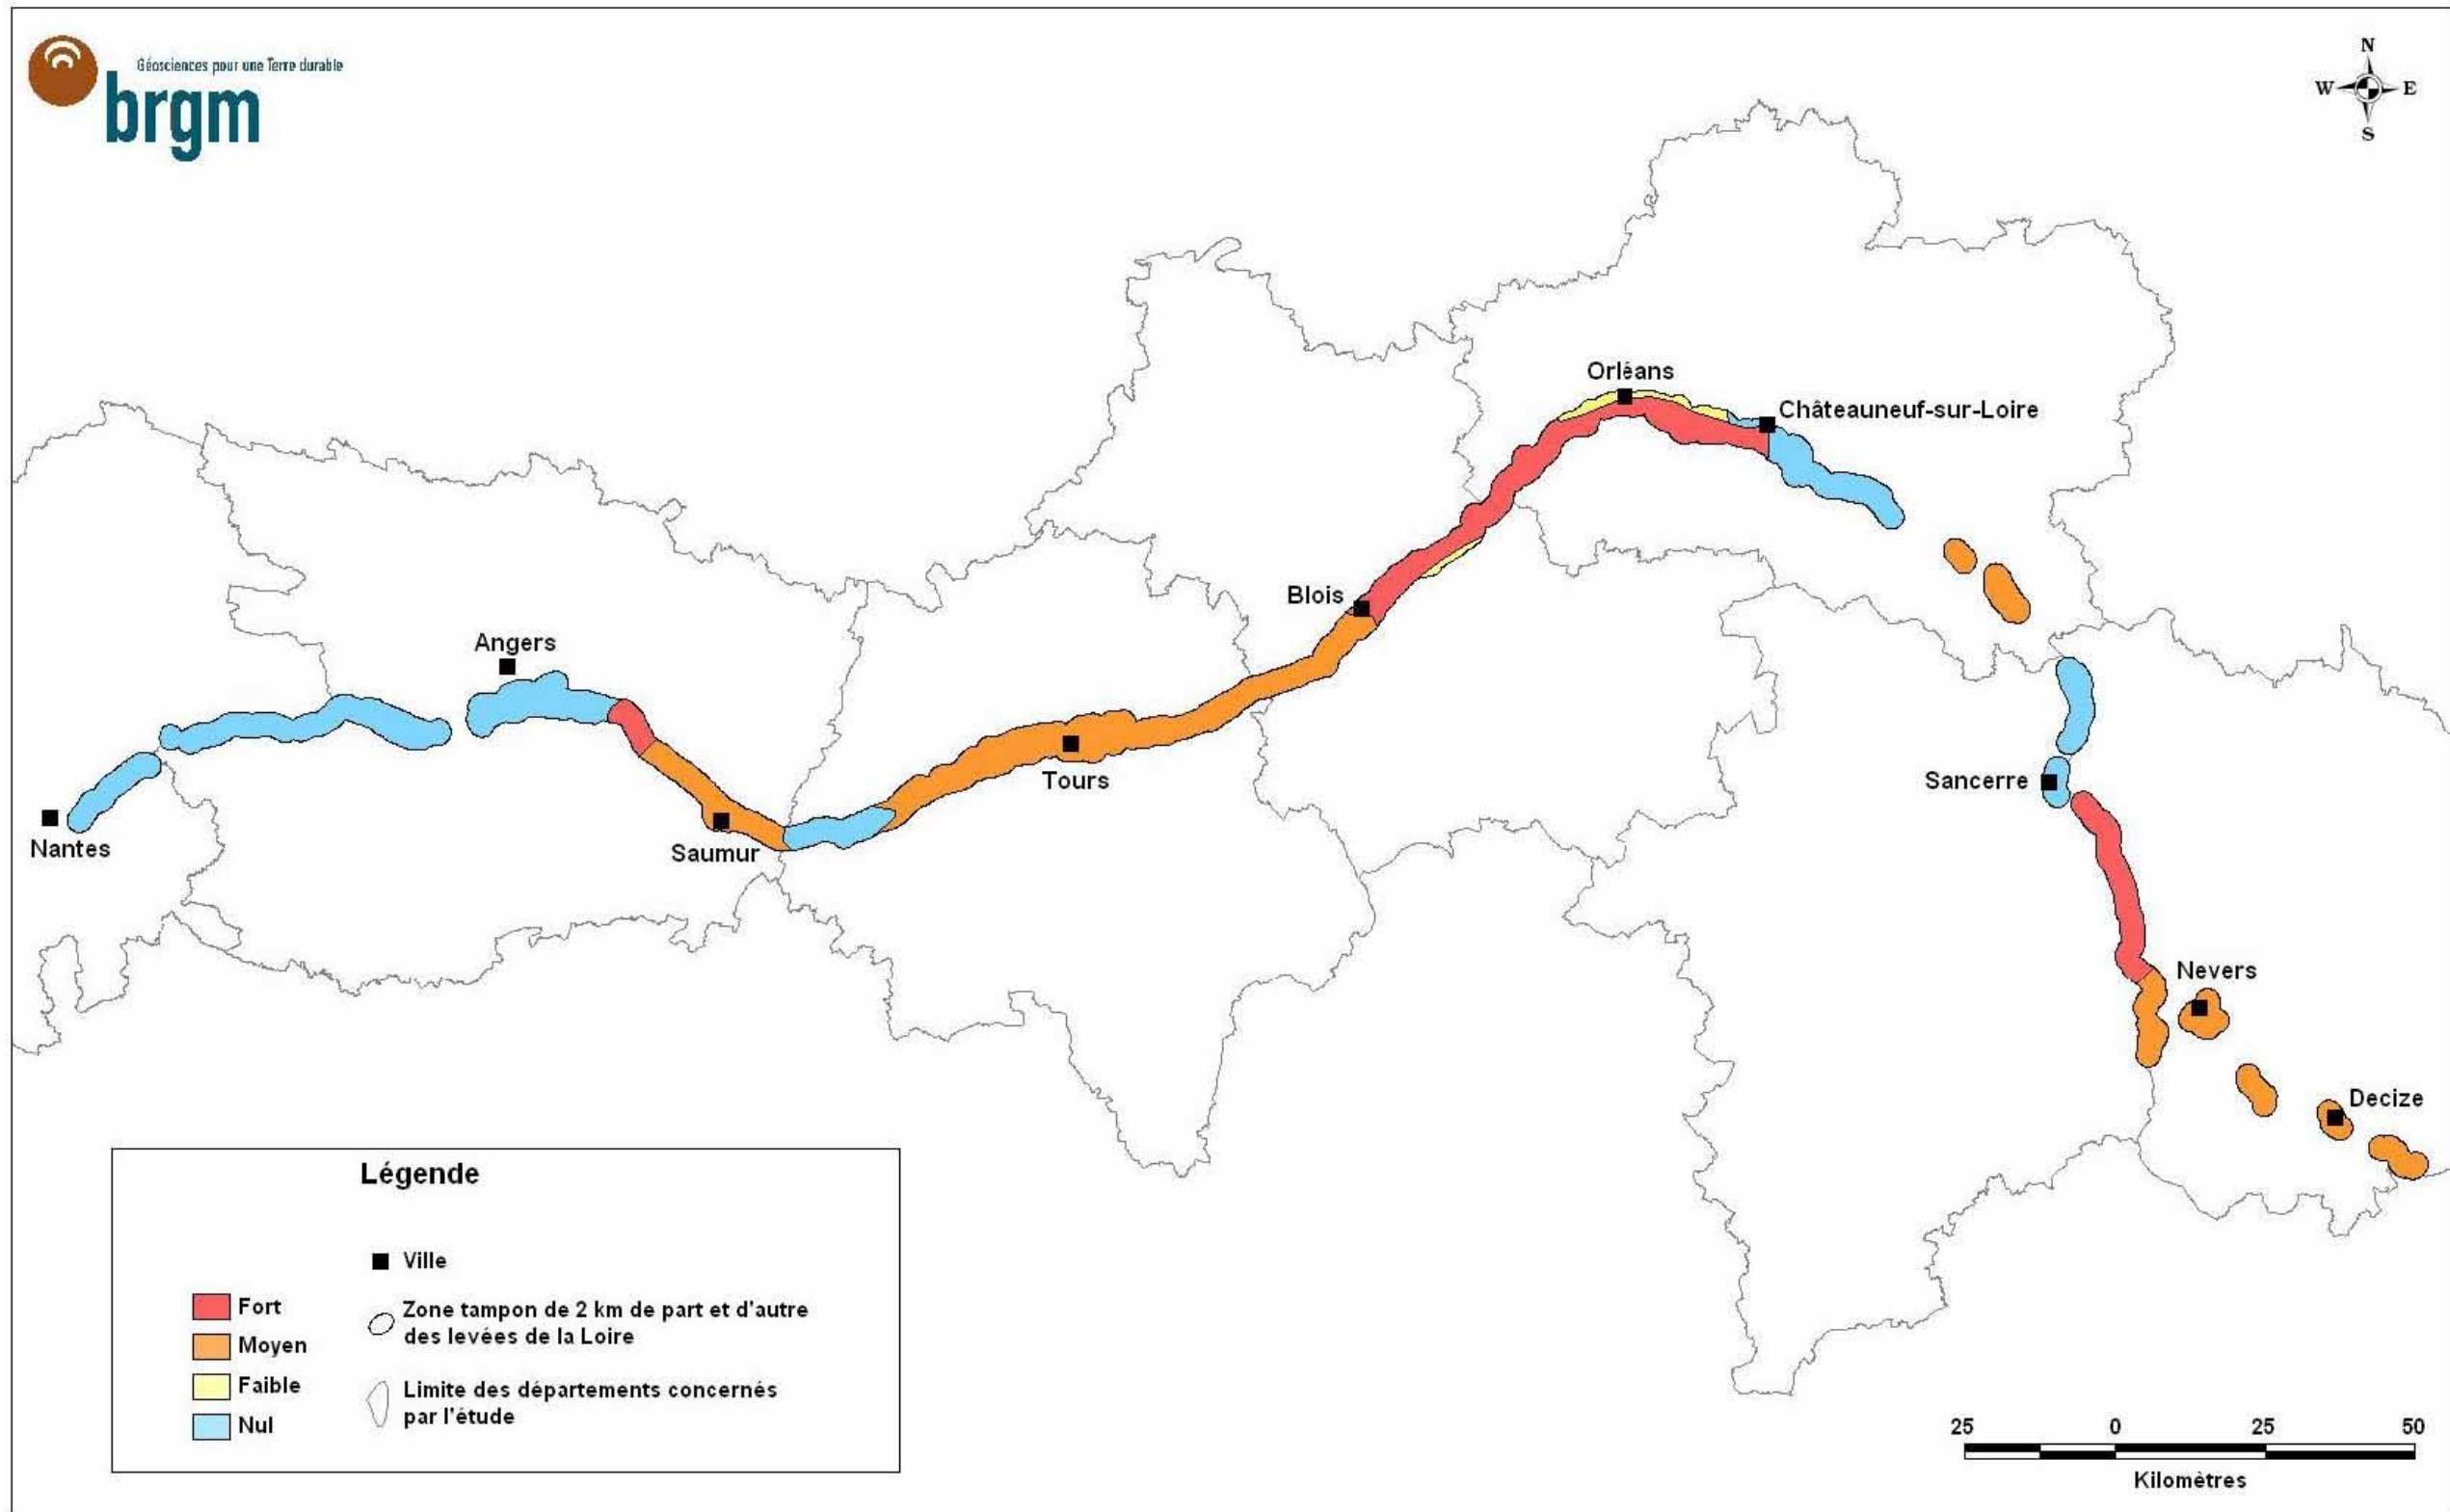 Géosciences pour une Terre durable
brgm
N
W E
S
Orléans
Châteauneuf-sur-Loire
Blois
Angers
Tours
Sancerre
Nantes
Saumur
Nevers
Decize
Légende
Ville
Fort
Zone tampon de 2 km de part et d'autre
des levées de la Loire
Moyen
Faible
Limite des départements concernés
par l'étude
Nul
25 0 25 50
Kilomètres